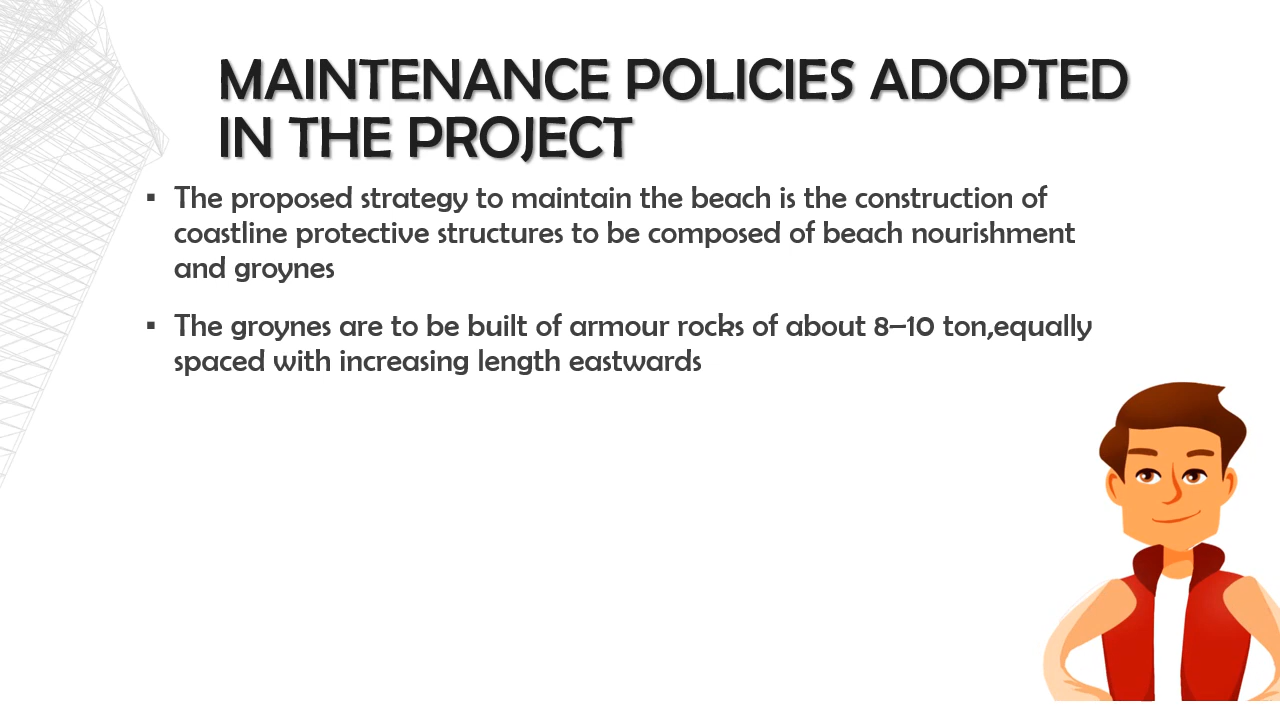 MAINTENANCE POLICIES ADOPTED
IN THE PROJECT
▪ The proposed strategy to maintain the beach is the construction of
coastline protective structures to be composed of beach nourishment
and groynes
▪ The groynes are to be built of armour rocks of about 8–10 ton,equally
spaced with increasing length eastwards